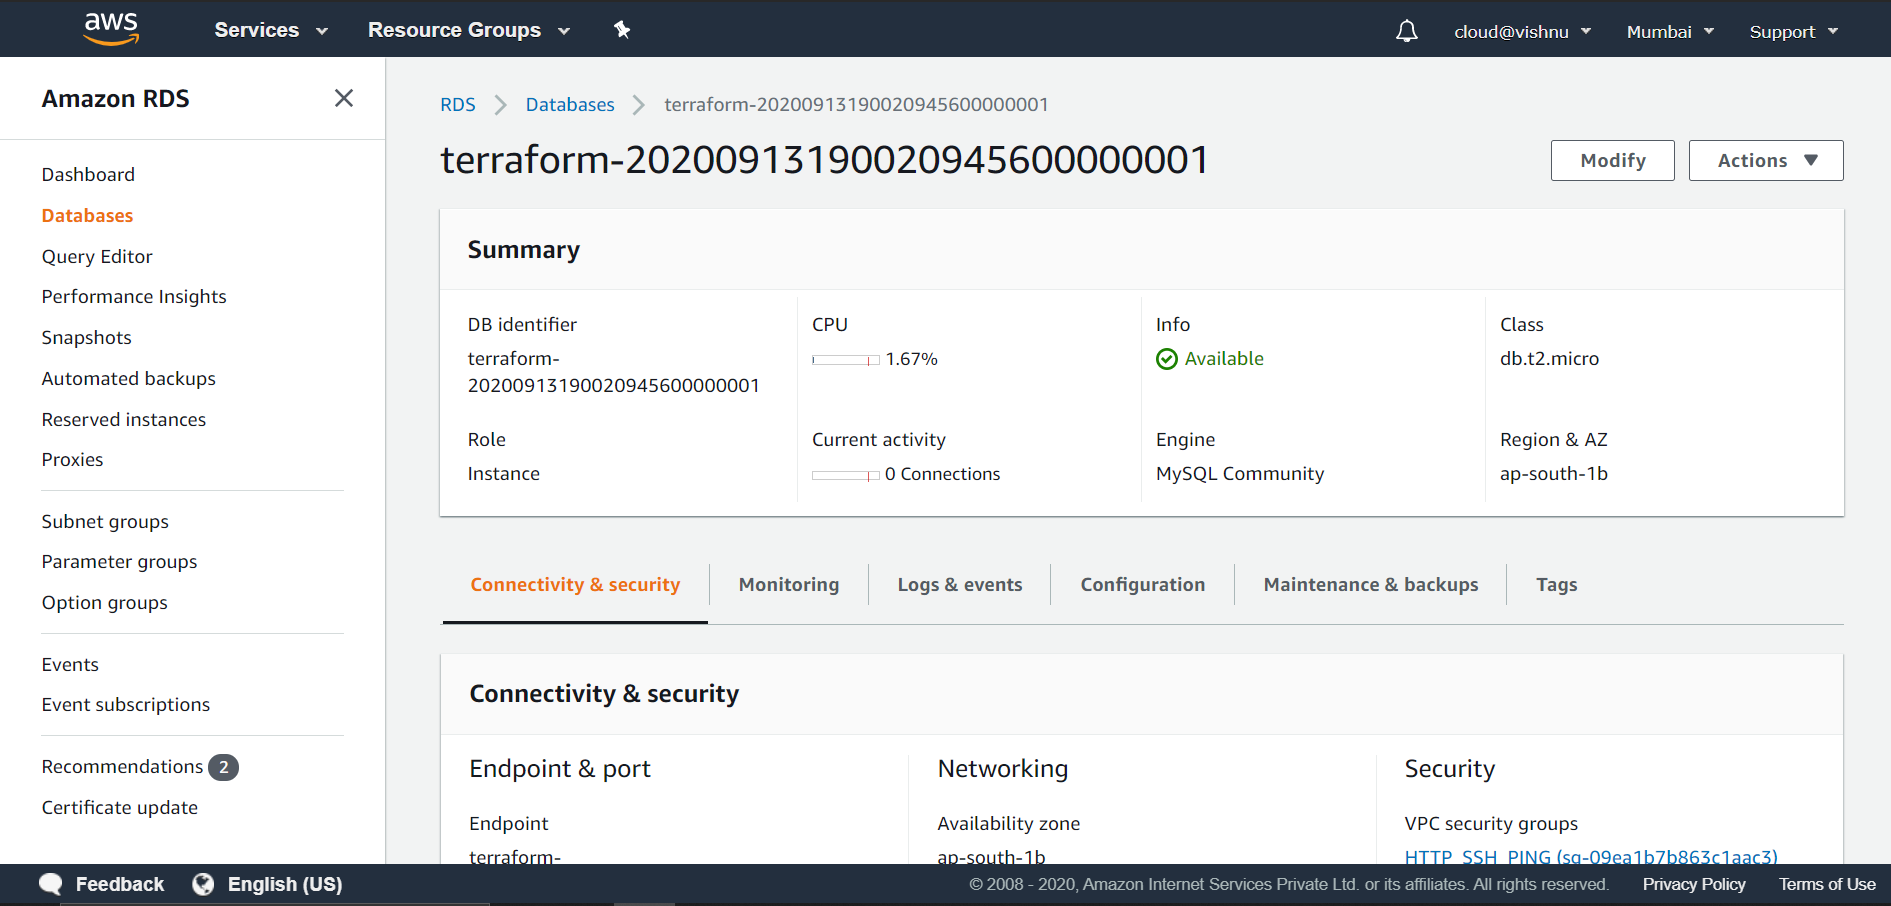 aws Services Resource Groups cloud@vishnu Mumbai Support
Amazon RDS
Dashboard
Databases
Query Editor
Performance Insights
Snapshots
Automated backups
Reserved instances
Proxies
Subnet groups
Parameter groups
Option groups
Events
Event subscriptions
Recommendations 2
Certificate update
RDS Databases terraform-20200913190020945600000001
terraform-20200913190020945600000001
Modify Actions
Summary
DB identifier
terraform-
20200913190020945600000001
CPU
1.67%
Info
Available
Class
db.t2.micro
Role
Instance
Current activity
0 Connections
Engine
MySQL Community
Region & AZ
ap-south-1b
Connectivity & security Monitoring Logs & events Configuration Maintenance & backups Tags
Connectivity & security
Endpoint & port
Endpoint
terraform-
Networking
Availability zone
ap-south-1b
Security
VPC security groups
HTTP_SSH_PING (sg-09ea1b7b863c1aac3)
Feedback English (US) © 2008 - 2020, Amazon Internet Services Private Ltd. or its affiliates. All rights reserved. Privacy Policy Terms of Use